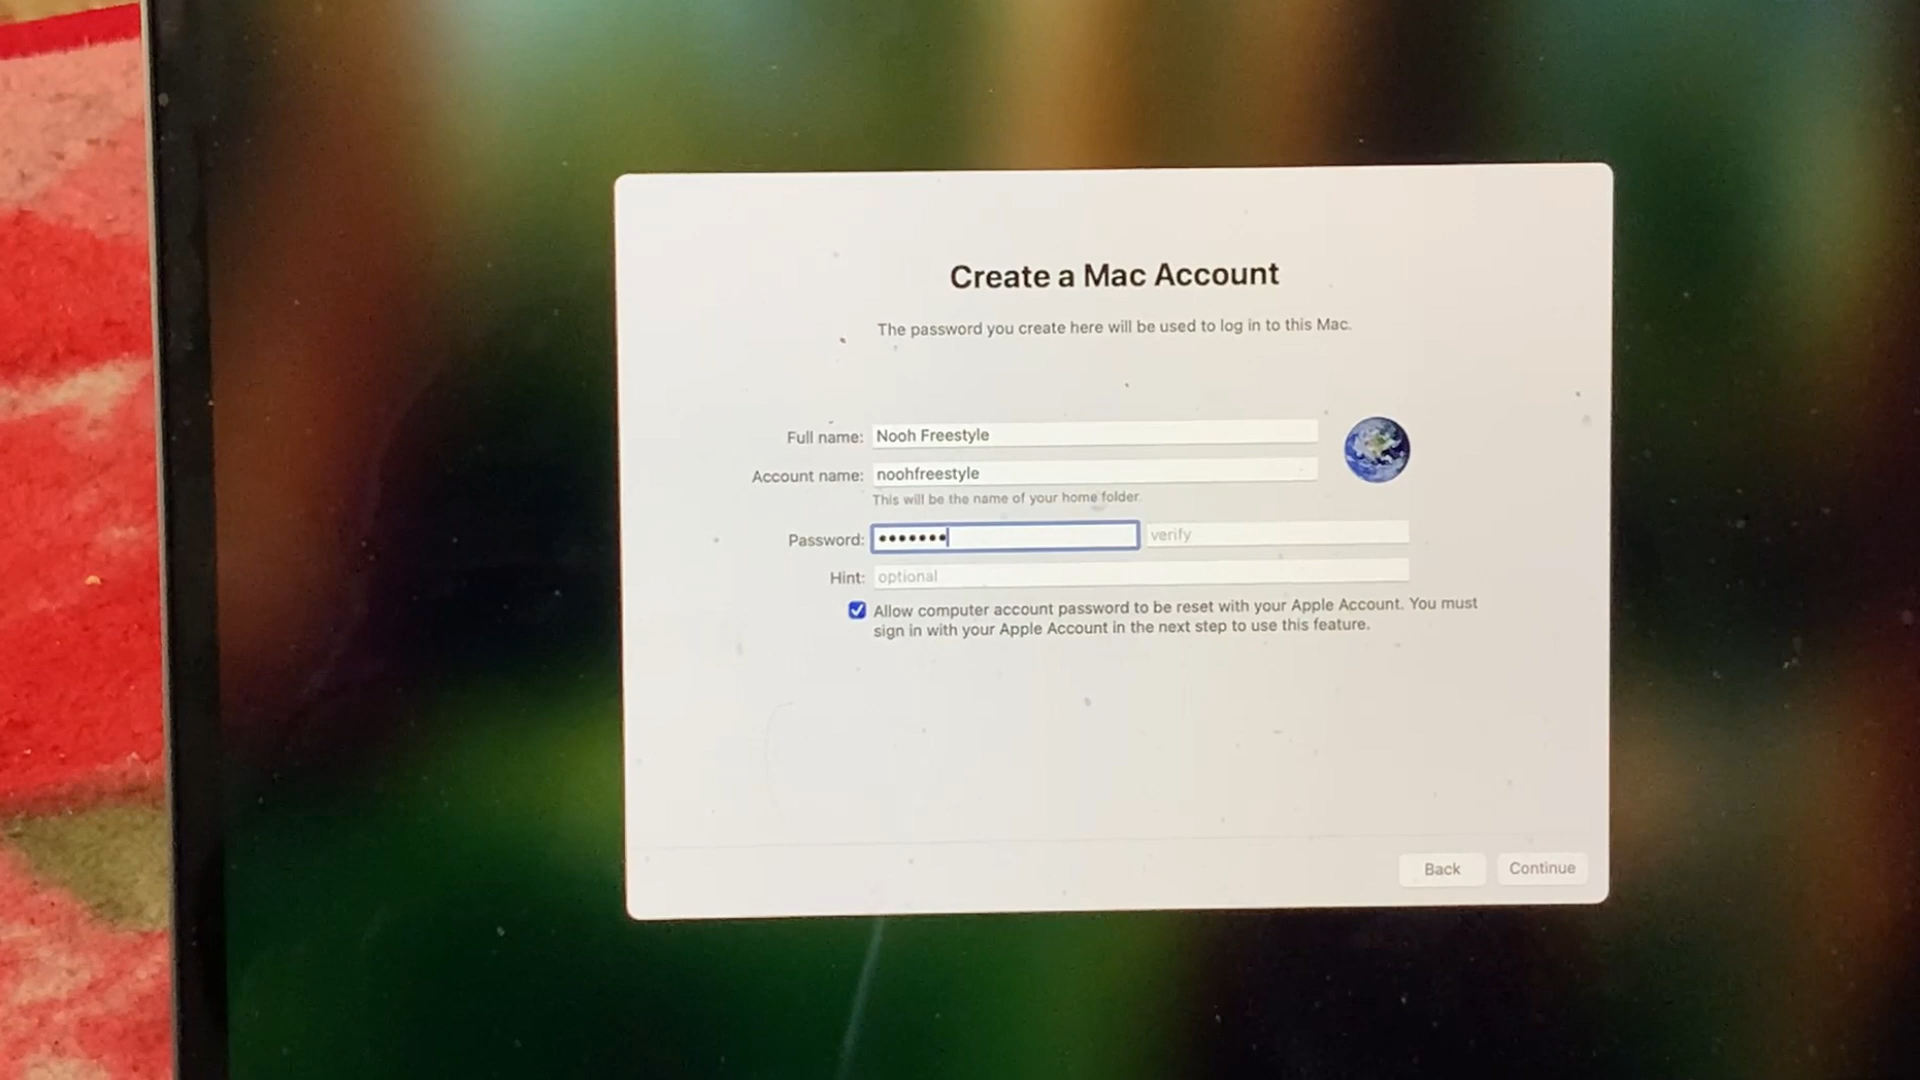 Create a Mac Account
The password you create here will be used to log in to this Mac.
Full name: Nooh Freestyle
Account name: noohfreestyle
This will be the name of your home folder.
Password: ••••••• verify
Hint: optional
Allow computer account password to be reset with your Apple Account. You must
sign in with your Apple Account in the next step to use this feature.
Back Continue